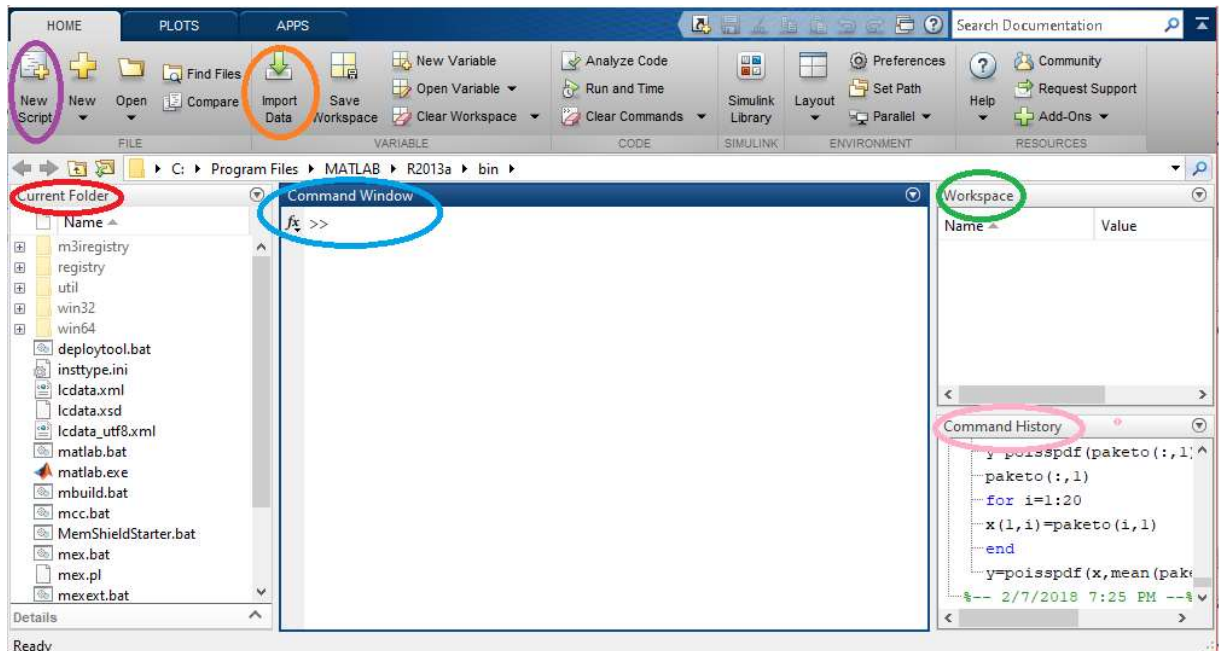 HOME PLOTS APPS Search Documentation
New Script
New
Open
Find Files
Compare
FILE
Import Data
Save Workspace
New Variable
Open Variable
Clear Workspace
VARIABLE
Analyze Code
Run and Time
Clear Commands
CODE
Simulink Library
SIMULINK
Layout
Preferences
Set Path
Parallel
ENVIRONMENT
Help
Community
Request Support
Add-Ons
RESOURCES
C: Program Files MATLAB R2013a bin
Current Folder
Name
m3iregistry
registry
util
win32
win64
deploytool.bat
insttype.ini
lcdata.xml
lcdata.xsd
lcdata_utf8.xml
matlab.bat
matlab.exe
mbuild.bat
mcc.bat
MemShieldStarter.bat
mex.bat
mex.pl
mexext.bat
Details
Ready
Command Window
fx >>
Workspace
Name Value
Command History
y=poisspdf(paketo(:,1)
paketo(:,1)
for i=1:20
x(1,i)=paketo(i,1)
end
y=poisspdf(x,mean(pake
%-- 2/7/2018 7:25 PM --%